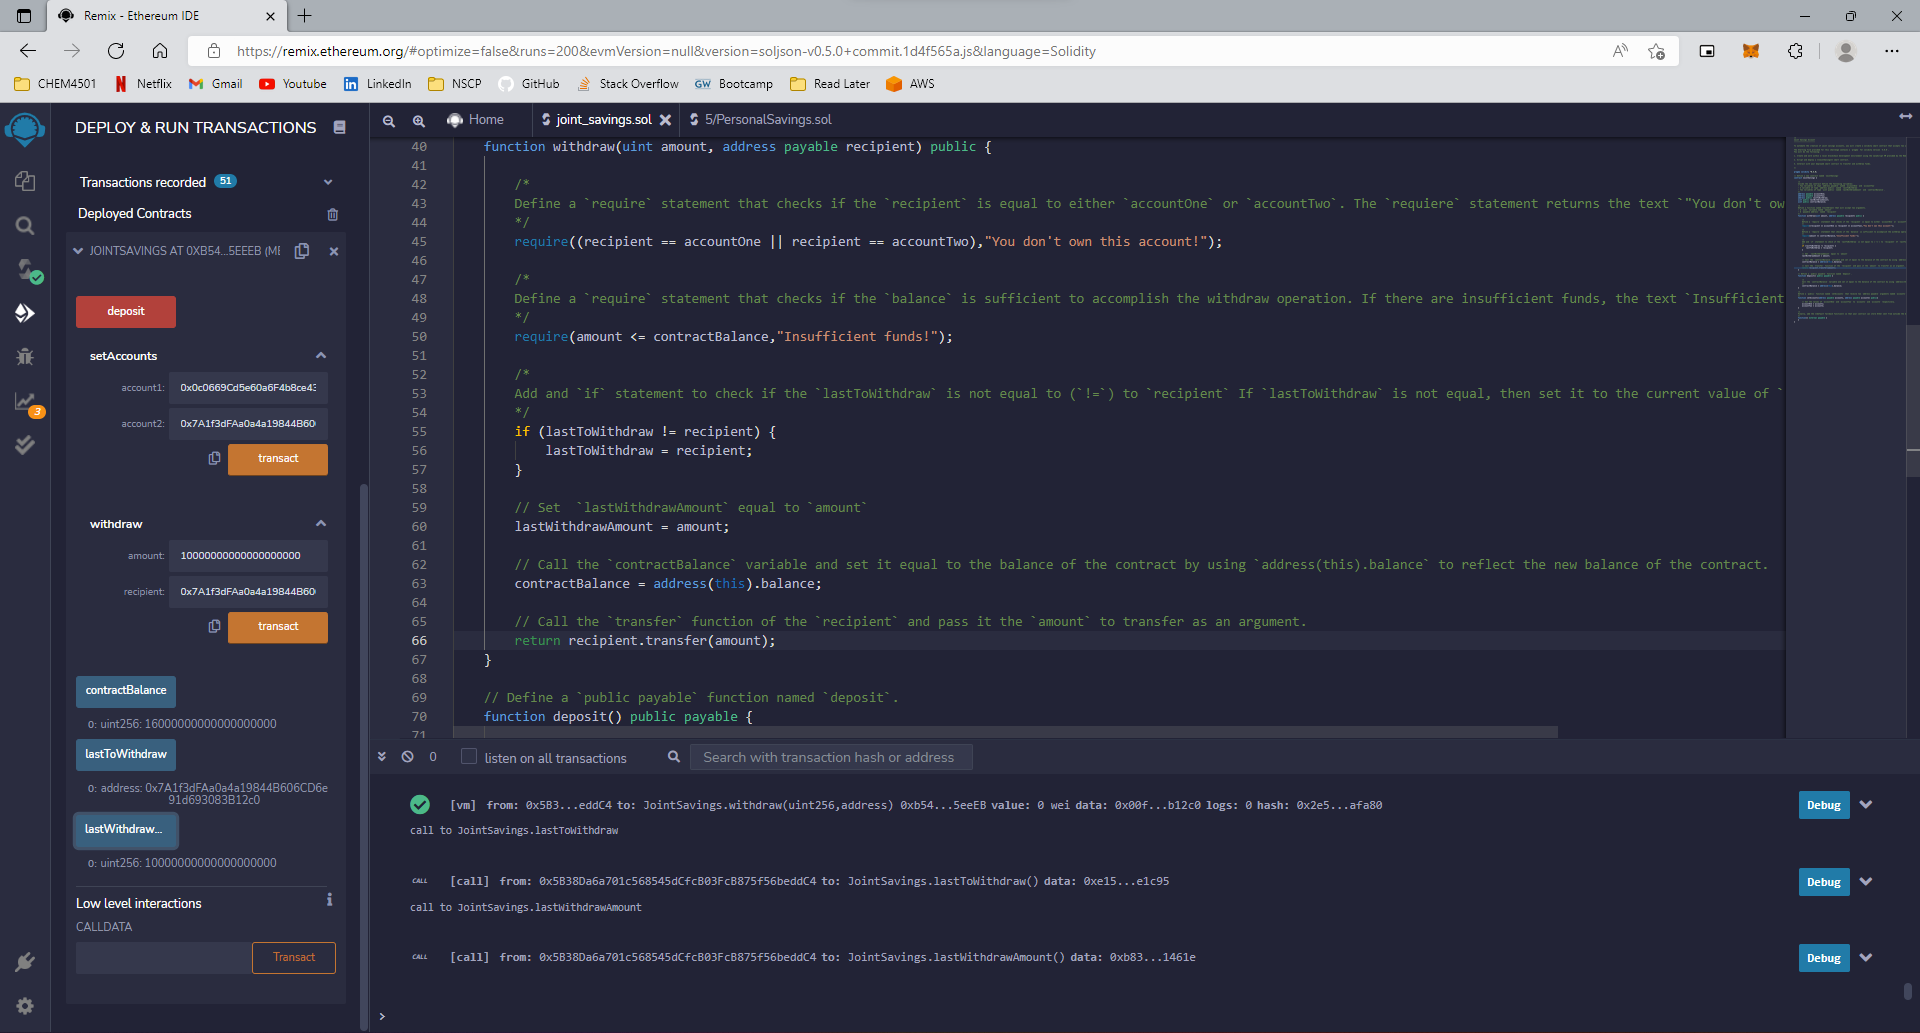 Remix - Ethereum IDE
https://remix.ethereum.org/#optimize=false&runs=200&evmVersion=null&version=soljson-v0.5.0+commit.1d4f565a.js&language=Solidity
CHEM4501 Netflix Gmail Youtube LinkedIn NSCP GitHub Stack Overflow GW Bootcamp Read Later AWS
DEPLOY & RUN TRANSACTIONS
Transactions recorded 51
Deployed Contracts
JOINTSAVINGS AT 0XB54...5EEEB (ME
deposit
setAccounts
account1: 0x0c0669Cd5e60a6F4b8ce43
account2: 0x7A1f3dFAa0a4a19844B60
transact
withdraw
amount: 10000000000000000000
recipient: 0x7A1f3dFAa0a4a19844B60
transact
contractBalance
0: uint256: 16000000000000000000
lastToWithdraw
0: address: 0x7A1f3dFAa0a4a19844B606CD6e
91d693083B12c0
lastWithdraw...
0: uint256: 10000000000000000000
Low level interactions
CALLDATA
Transact
3
Home joint_savings.sol 5/PersonalSavings.sol
40 function withdraw(uint amount, address payable recipient) public {
41
42 /*
43 Define a `require` statement that checks if the `recipient` is equal to either `accountOne` or `accountTwo`. The `requiere` statement returns the text `"You don't ow
44 */
45 require((recipient == accountOne || recipient == accountTwo),"You don't own this account!");
46
47 /*
48 Define a `require` statement that checks if the `balance` is sufficient to accomplish the withdraw operation. If there are insufficient funds, the text `Insufficient
49 */
50 require(amount <= contractBalance,"Insufficient funds!");
51
52 /*
53 Add and `if` statement to check if the `lastToWithdraw` is not equal to (`!=`) to `recipient` If `lastToWithdraw` is not equal, then set it to the current value of `
54 */
55 if (lastToWithdraw != recipient) {
56 lastToWithdraw = recipient;
57 }
58
59 // Set  `lastWithdrawAmount` equal to `amount`
60 lastWithdrawAmount = amount;
61
62 // Call the `contractBalance` variable and set it equal to the balance of the contract by using `address(this).balance` to reflect the new balance of the contract.
63 contractBalance = address(this).balance;
64
65 // Call the `transfer` function of the `recipient` and pass it the `amount` to transfer as an argument.
66 return recipient.transfer(amount);
67 }
68
69 // Define a `public payable` function named `deposit`.
70 function deposit() public payable {
71
0 listen on all transactions Search with transaction hash or address
[vm] from: 0x5B3...eddC4 to: JointSavings.withdraw(uint256,address) 0xb54...5eeEB value: 0 wei data: 0x00f...b12c0 logs: 0 hash: 0x2e5...afa80 Debug
call to JointSavings.lastToWithdraw
CALL [call] from: 0x5B38Da6a701c568545dCfcB03FcB875f56beddC4 to: JointSavings.lastToWithdraw() data: 0xe15...e1c95 Debug
call to JointSavings.lastWithdrawAmount
CALL [call] from: 0x5B38Da6a701c568545dCfcB03FcB875f56beddC4 to: JointSavings.lastWithdrawAmount() data: 0xb83...1461e Debug
>